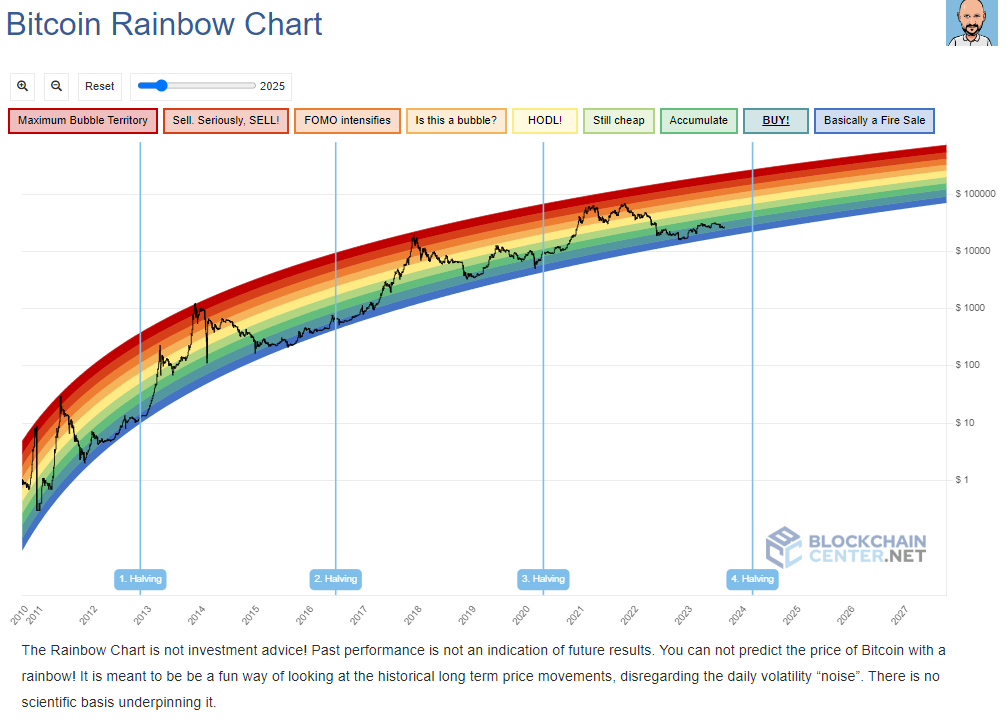 Bitcoin Rainbow Chart
Reset
2025
Maximum Bubble Territory
Sell. Seriously, SELL!
FOMO intensifies
Is this a bubble?
HODL!
Still cheap
Accumulate
BUY!
Basically a Fire Sale
$ 100000
$ 10000
$ 1000
$ 100
$ 10
$ 1
BLOCKCHAIN
CENTER.NET
1. Halving
2. Halving
3. Halving
4. Halving
2010
2011
2012
2013
2014
2015
2016
2017
2018
2019
2020
2021
2022
2023
2024
2025
2026
2027
The Rainbow Chart is not investment advice! Past performance is not an indication of future results. You can not predict the price of Bitcoin with a
rainbow! It is meant to be be a fun way of looking at the historical long term price movements, disregarding the daily volatility “noise”. There is no
scientific basis underpinning it.